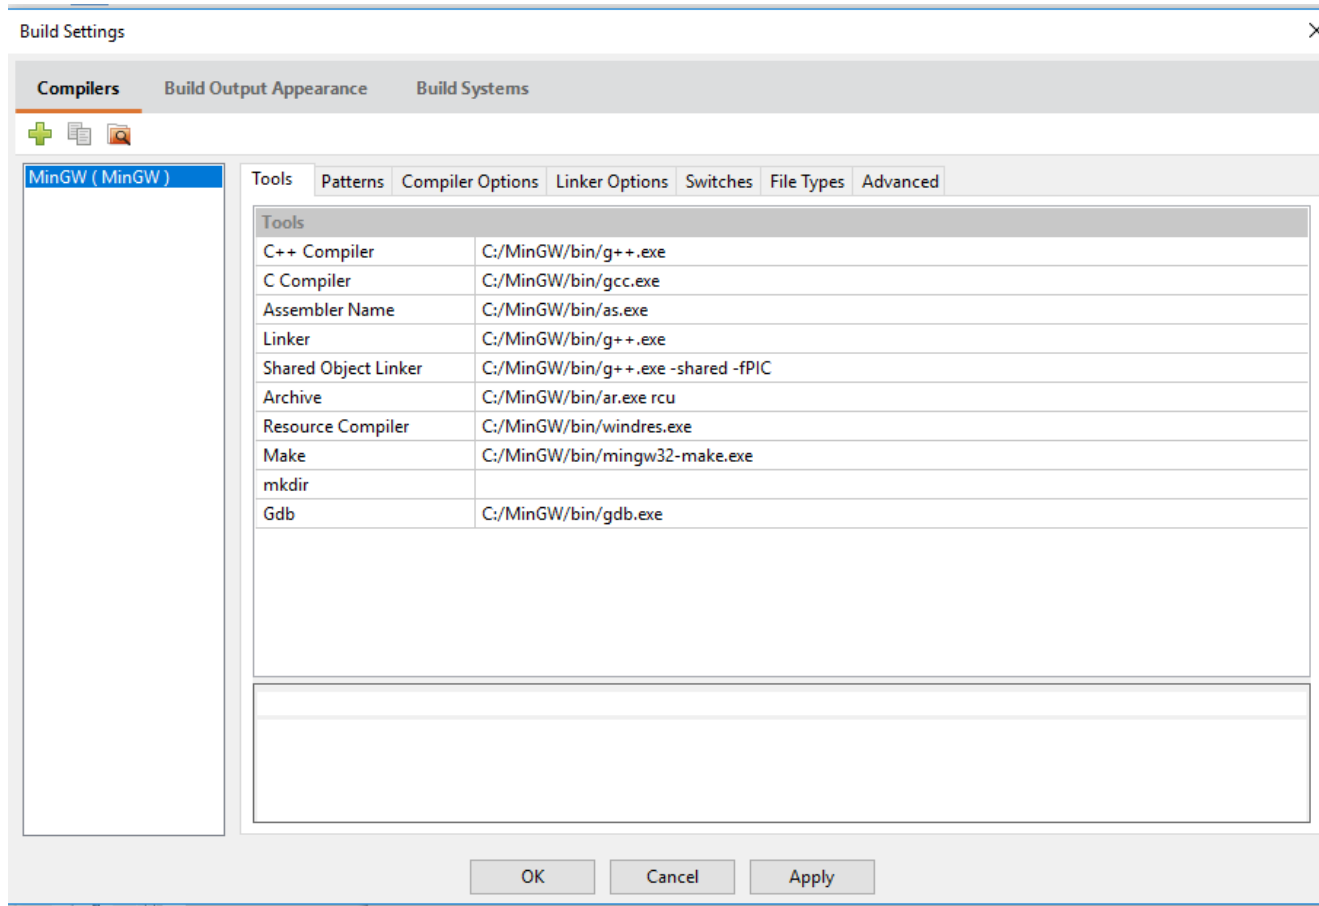 Build Settings
Compilers Build Output Appearance Build Systems
MinGW ( MinGW )
Tools Patterns Compiler Options Linker Options Switches File Types Advanced
Tools
C++ Compiler C:/MinGW/bin/g++.exe
C Compiler C:/MinGW/bin/gcc.exe
Assembler Name C:/MinGW/bin/as.exe
Linker C:/MinGW/bin/g++.exe
Shared Object Linker C:/MinGW/bin/g++.exe -shared -fPIC
Archive C:/MinGW/bin/ar.exe rcu
Resource Compiler C:/MinGW/bin/windres.exe
Make C:/MinGW/bin/mingw32-make.exe
mkdir
Gdb C:/MinGW/bin/gdb.exe
OK Cancel Apply